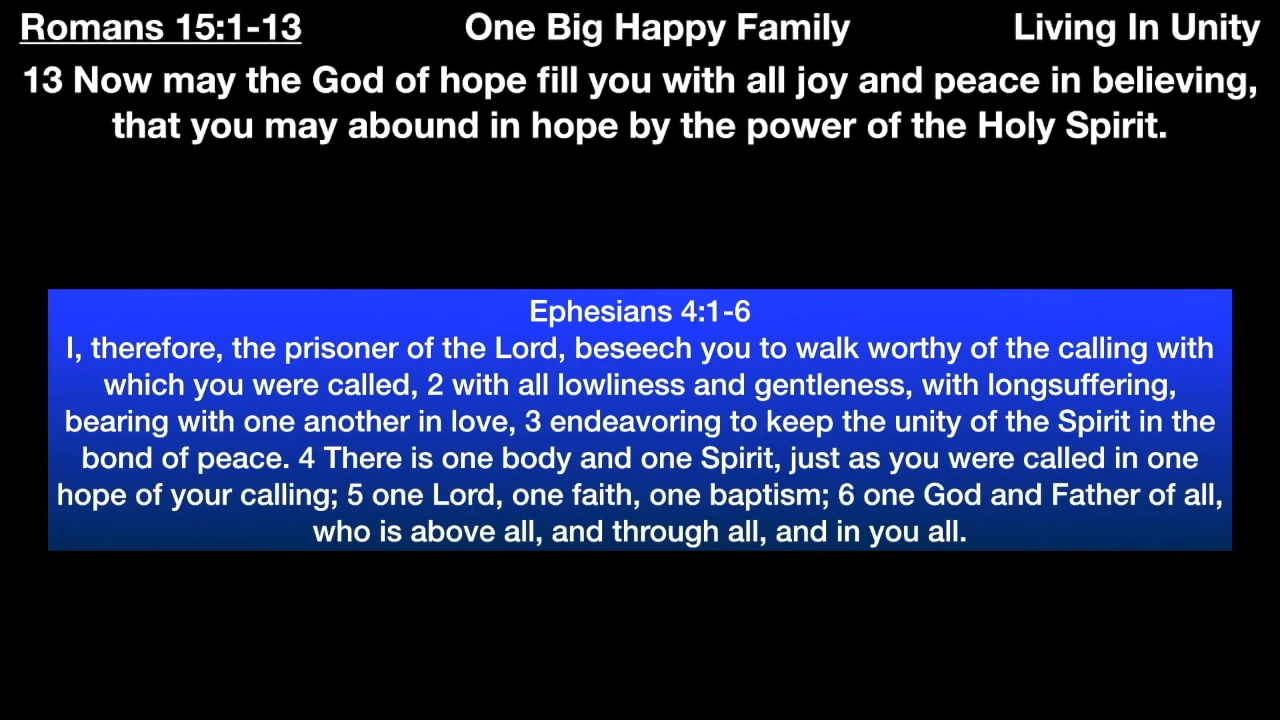 Romans 15:1-13 One Big Happy Family Living In Unity
13 Now may the God of hope fill you with all joy and peace in believing,
that you may abound in hope by the power of the Holy Spirit.
Ephesians 4:1-6
I, therefore, the prisoner of the Lord, beseech you to walk worthy of the calling with
which you were called, 2 with all lowliness and gentleness, with longsuffering,
bearing with one another in love, 3 endeavoring to keep the unity of the Spirit in the
bond of peace. 4 There is one body and one Spirit, just as you were called in one
hope of your calling; 5 one Lord, one faith, one baptism; 6 one God and Father of all,
who is above all, and through all, and in you all.